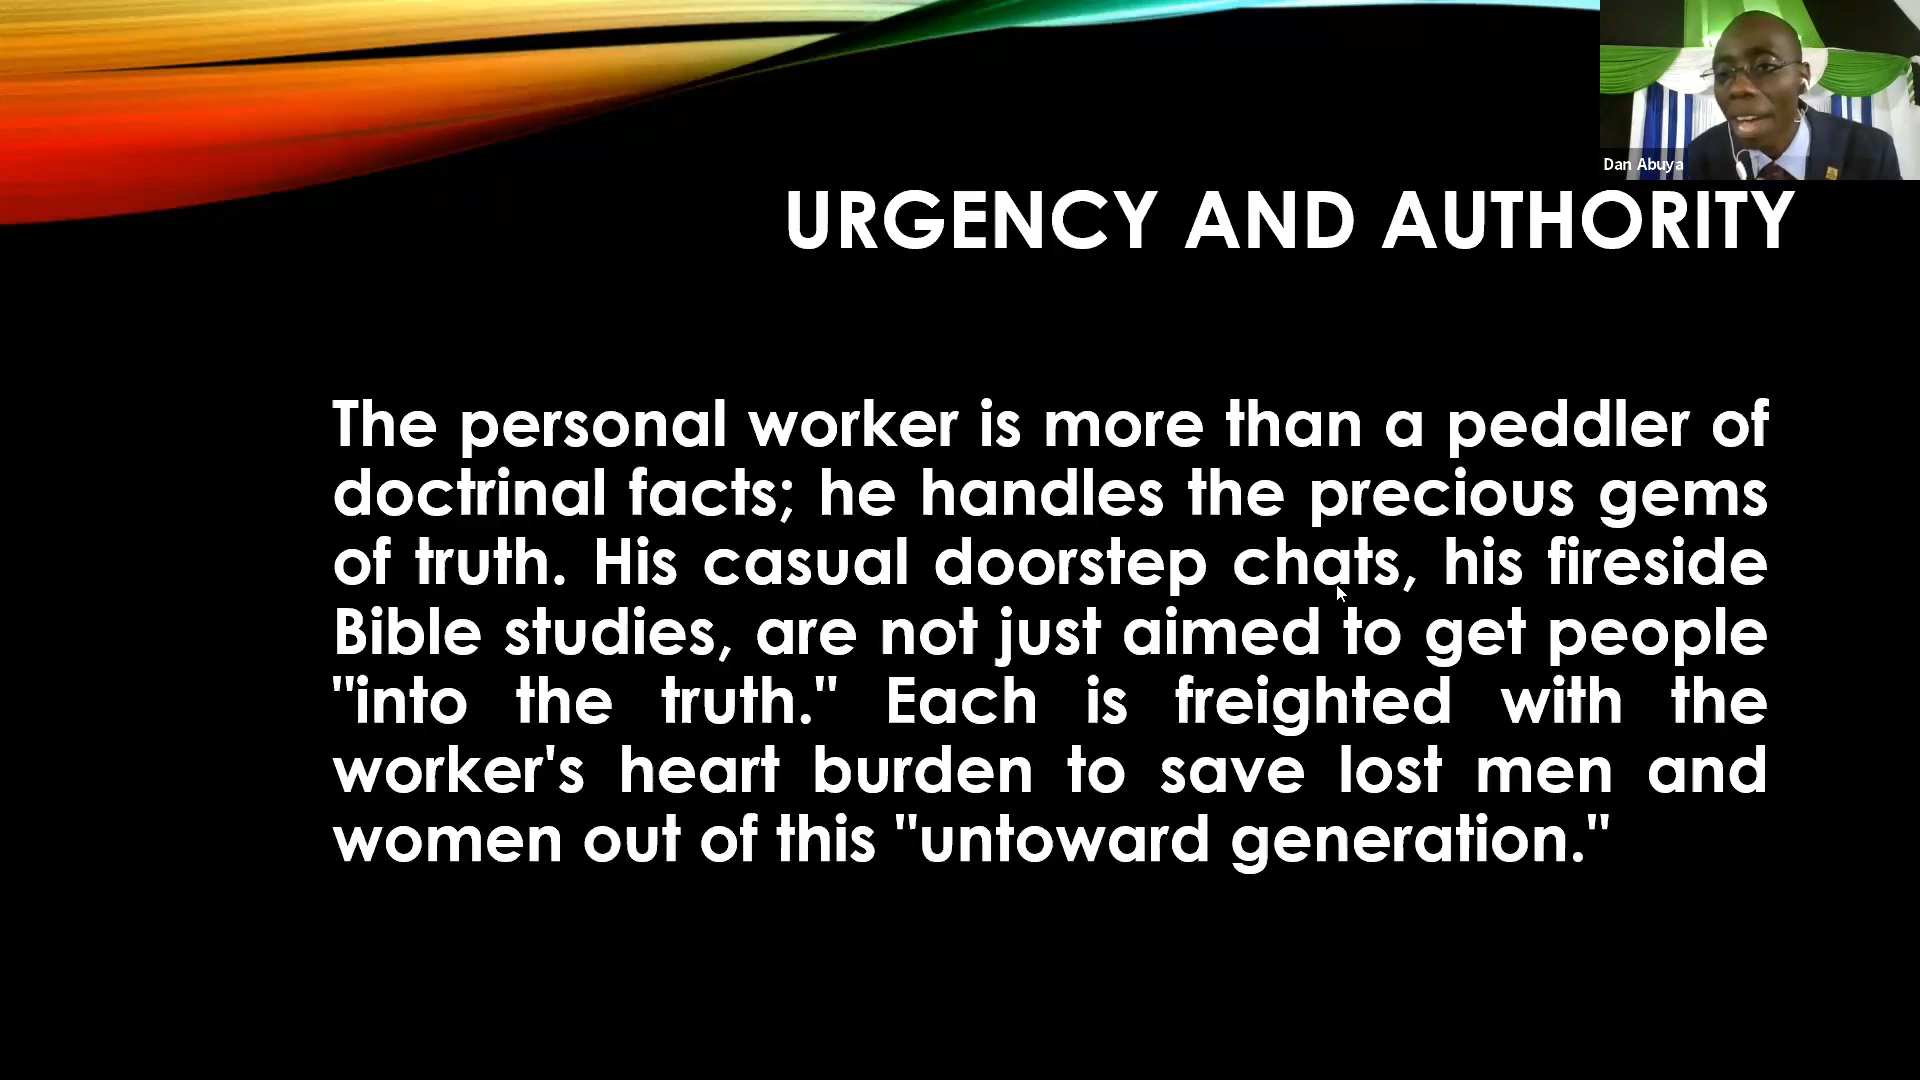 Dan Abuya
URGENCY AND AUTHORITY
The personal worker is more than a peddler of
doctrinal facts; he handles the precious gems
of truth. His casual doorstep chats, his fireside
Bible studies, are not just aimed to get people
"into the truth." Each is freighted with the
worker's heart burden to save lost men and
women out of this "untoward generation."